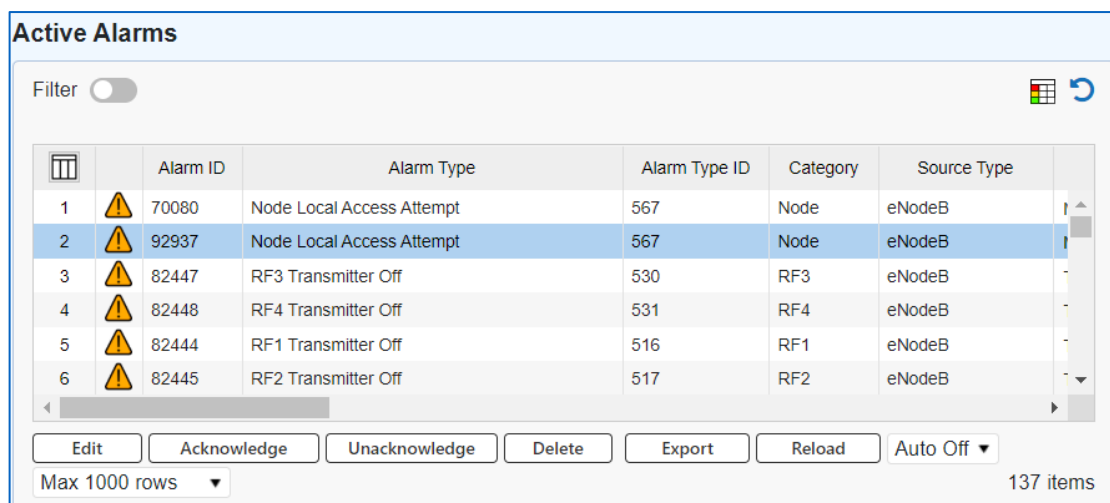 Active Alarms
Filter
Alarm ID Alarm Type Alarm Type ID Category Source Type
1 70080 Node Local Access Attempt 567 Node eNodeB
2 92937 Node Local Access Attempt 567 Node eNodeB
3 82447 RF3 Transmitter Off 530 RF3 eNodeB
4 82448 RF4 Transmitter Off 531 RF4 eNodeB
5 82444 RF1 Transmitter Off 516 RF1 eNodeB
6 82445 RF2 Transmitter Off 517 RF2 eNodeB
Edit Acknowledge Unacknowledge Delete Export Reload Auto Off
Max 1000 rows 137 items